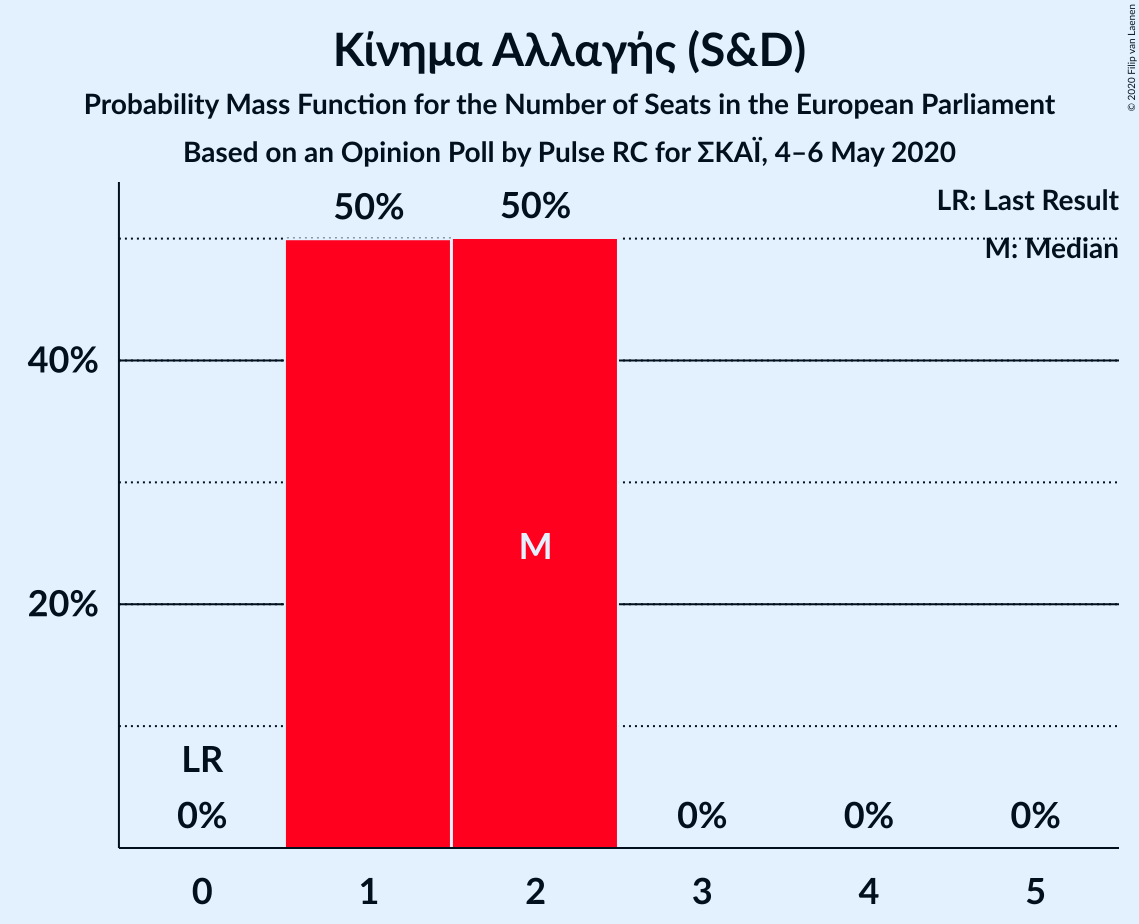 Κίνημα Αλλαγής (S&D)
Probability Mass Function for the Number of Seats in the European Parliament
Based on an Opinion Poll by Pulse RC for ΣΚΑΪ, 4–6 May 2020
© 2020 Filip van Laenen
LR: Last Result
M: Median
50% 50%
40%
M
20%
LR
0% 0% 0% 0%
0 1 2 3 4 5